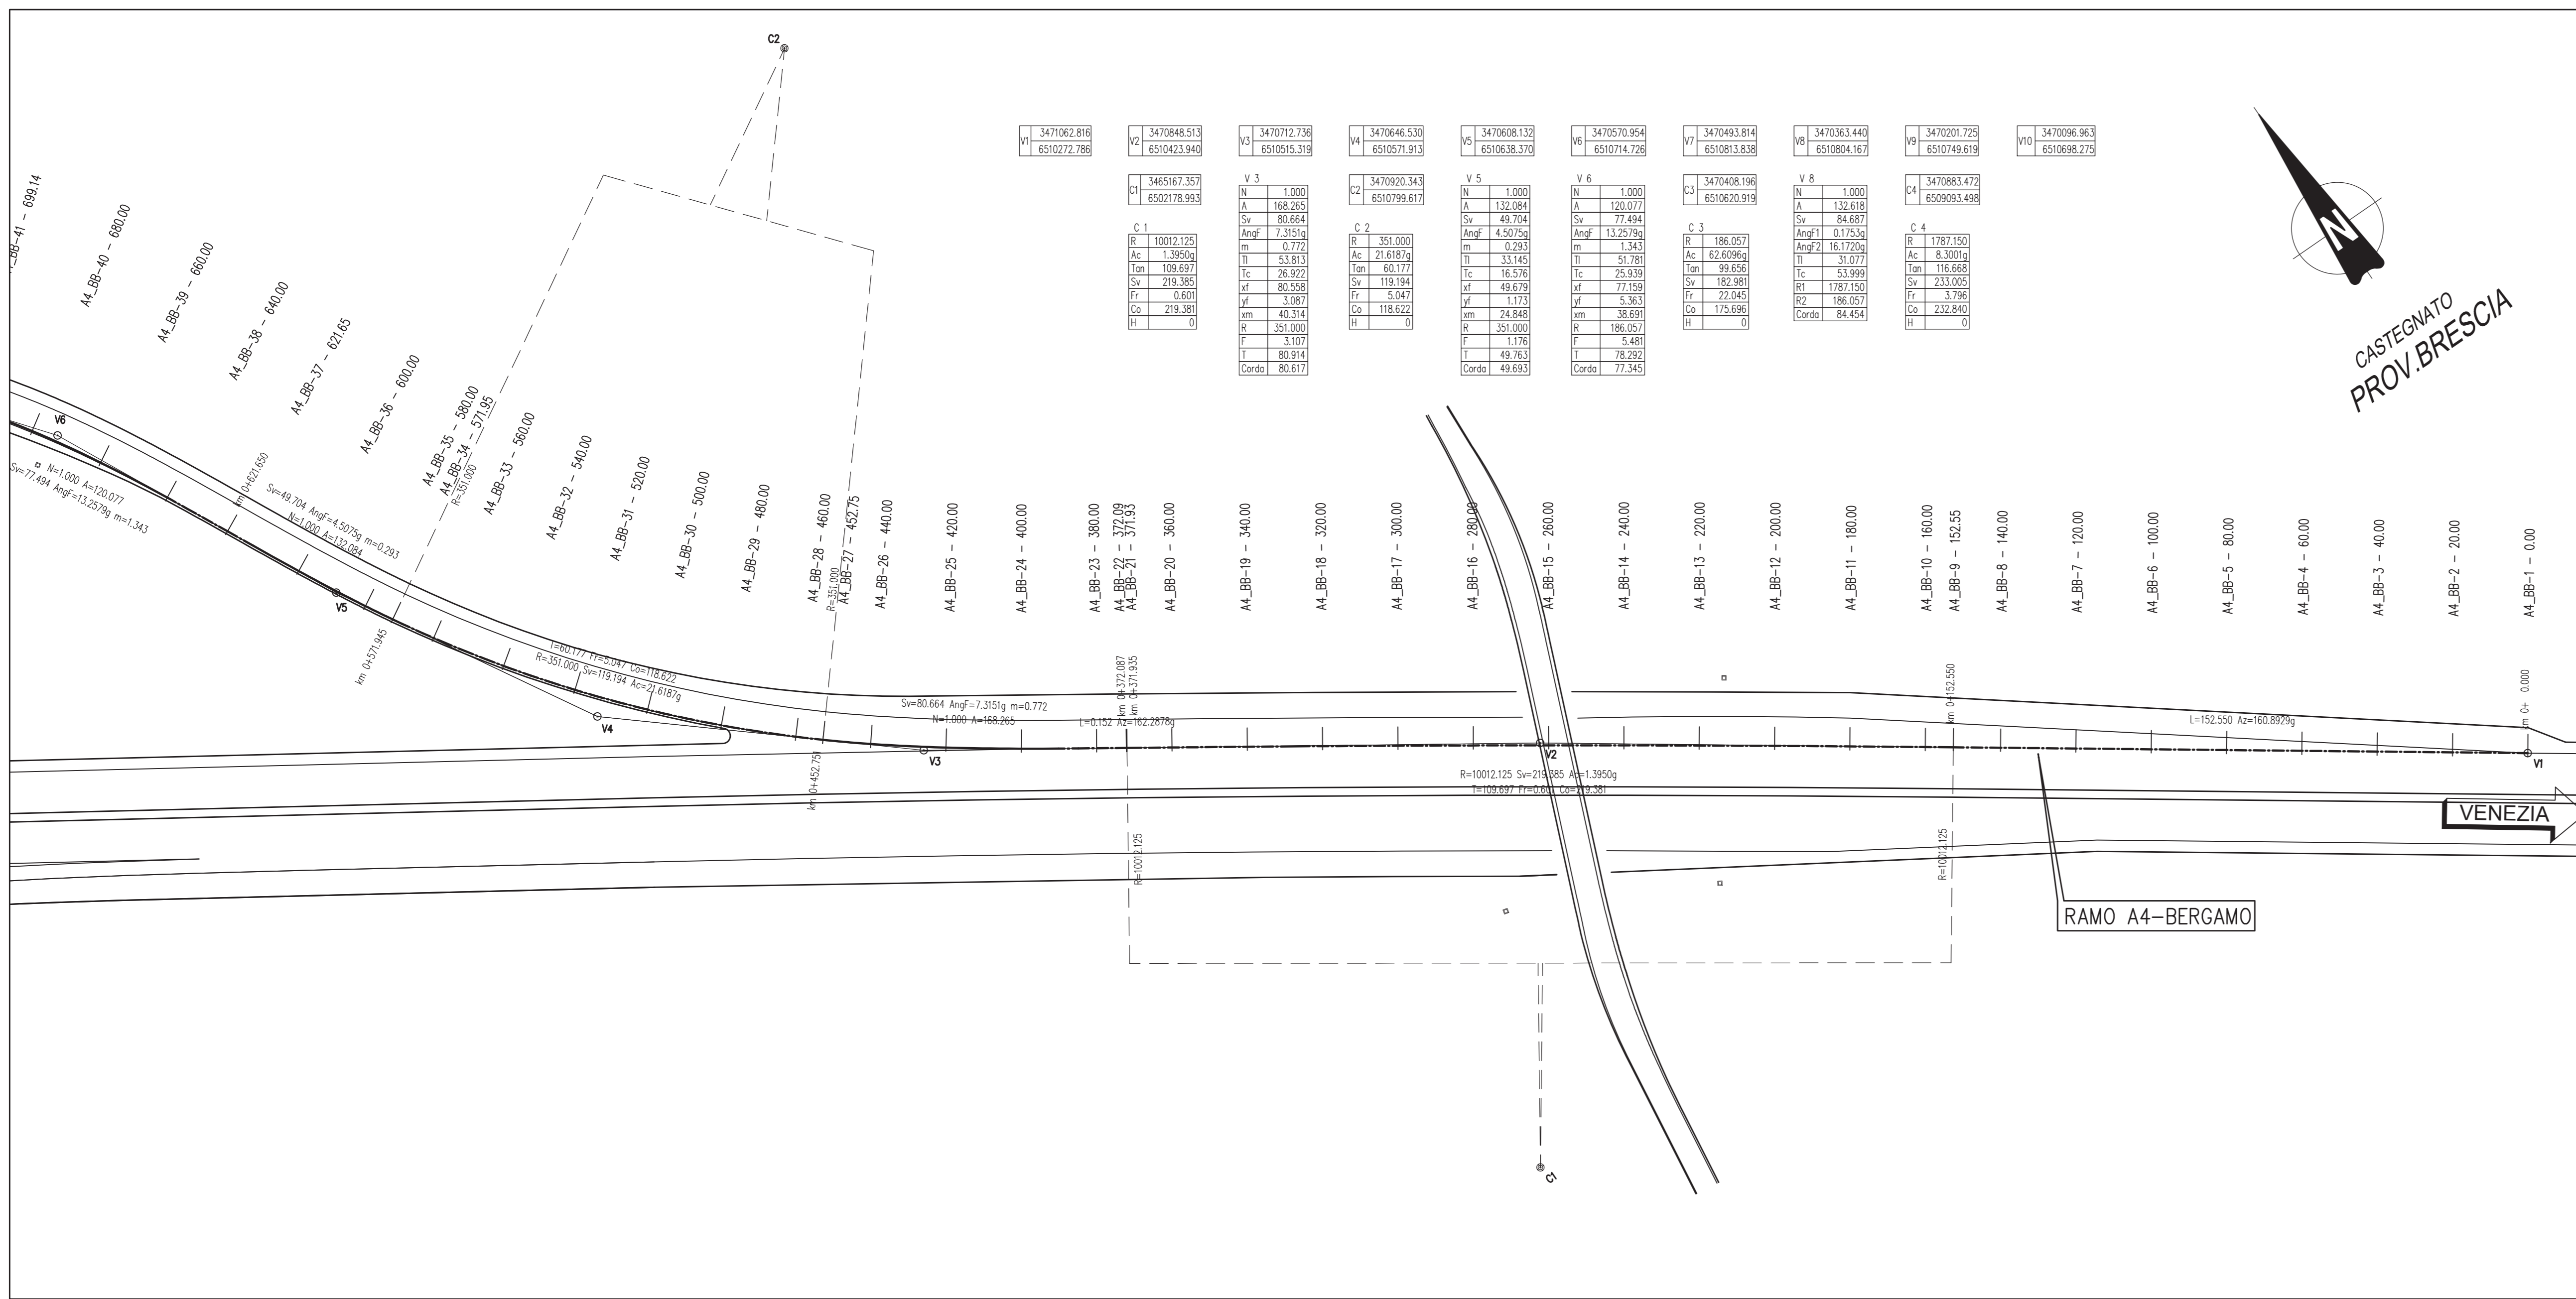 C2
V1 3471062.816
6510272.786
V2 3470848.513
6510423.940
V3 3470712.736
6510515.319
V4 3470646.530
6510571.913
V5 3470608.132
6510638.370
V6 3470570.954
6510714.726
V7 3470493.814
6510813.838
V8 3470363.440
6510804.167
V9 3470201.725
6510749.619
V10 3470096.963
6510698.275
C1 3465167.357
6502178.993
C 1
R 10012.125
Ac 1.3950g
Tan 109.697
Sv 219.385
Fr 0.601
Co 219.381
H 0
V 3
N 1.000
A 168.265
Sv 80.664
AngF 7.3151g
m 0.772
Tl 53.813
Tc 26.922
xf 80.558
yf 3.087
xm 40.314
R 351.000
F 3.107
T 80.914
Corda 80.617
C2 3470920.343
6510799.617
C 2
R 351.000
Ac 21.6187g
Tan 60.177
Sv 119.194
Fr 5.047
Co 118.622
H 0
V 5
N 1.000
A 132.084
Sv 49.704
AngF 4.5075g
m 0.293
Tl 33.145
Tc 16.576
xf 49.679
yf 1.173
xm 24.848
R 351.000
F 1.176
T 49.763
Corda 49.693
V 6
N 1.000
A 120.077
Sv 77.494
AngF 13.2579g
m 1.343
Tl 51.781
Tc 25.939
xf 77.159
yf 5.363
xm 38.691
R 186.057
F 5.481
T 78.292
Corda 77.345
C3 3470408.196
6510620.919
C 3
R 186.057
Ac 62.6096g
Tan 99.656
Sv 182.981
Fr 22.045
Co 175.696
H 0
V 8
N 1.000
A 132.618
Sv 84.687
AngF1 0.1753g
AngF2 16.1720g
Tl 31.077
Tc 53.999
R1 1787.150
R2 186.057
Corda 84.454
C4 3470883.472
6509093.498
C 4
R 1787.150
Ac 8.3001g
Tan 116.668
Sv 233.005
Fr 3.796
Co 232.840
H 0
N
CASTEGNATO
PROV.BRESCIA
BB-41 - 699.14
A4_BB-40 - 680.00
A4_BB-39 - 660.00
A4_BB-38 - 640.00
A4_BB-37 - 621.65
A4_BB-36 - 600.00
A4_BB-35 - 580.00
A4_BB-34 - 571.95
A4_BB-33 - 560.00
A4_BB-32 - 540.00
A4_BB-31 - 520.00
A4_BB-30 - 500.00
A4_BB-29 - 480.00
A4_BB-28 - 460.00
A4_BB-27 - 452.75
A4_BB-26 - 440.00
A4_BB-25 - 420.00
A4_BB-24 - 400.00
A4_BB-23 - 380.00
A4_BB-22 - 372.09
A4_BB-21 - 371.93
A4_BB-20 - 360.00
A4_BB-19 - 340.00
A4_BB-18 - 320.00
A4_BB-17 - 300.00
A4_BB-16 - 280.00
A4_BB-15 - 260.00
A4_BB-14 - 240.00
A4_BB-13 - 220.00
A4_BB-12 - 200.00
A4_BB-11 - 180.00
A4_BB-10 - 160.00
A4_BB-9 - 152.55
A4_BB-8 - 140.00
A4_BB-7 - 120.00
A4_BB-6 - 100.00
A4_BB-5 - 80.00
A4_BB-4 - 60.00
A4_BB-3 - 40.00
A4_BB-2 - 20.00
A4_BB-1 - 0.00
V6
N=1.000 A=120.077
Sv=77.494 AngF=13.2579g m=1.343
km 0+621.650
Sv=49.704 AngF=4.5075g m=0.293
N=1.000 A=132.084
R=351.000
V5
km 0+571.945
T=60.177 Fr=5.047 Co=118.622
R=351.000 Sv=119.194 Ac=21.6187g
V4
R=351.000
km 0+452.751
Sv=80.664 AngF=7.3151g m=0.772
N=1.000 A=168.265
V3
km 0+372.087
km 0+371.935
L=0.152 Az=162.2878g
V2
R=10012.125 Sv=219.385 Ac=1.3950g
T=109.697 Fr=0.601 Co=219.381
R=10012.125
km 0+152.550
R=10012.125
L=152.550 Az=160.8929g
km 0+ 0.000
V1
VENEZIA
RAMO A4-BERGAMO
C1